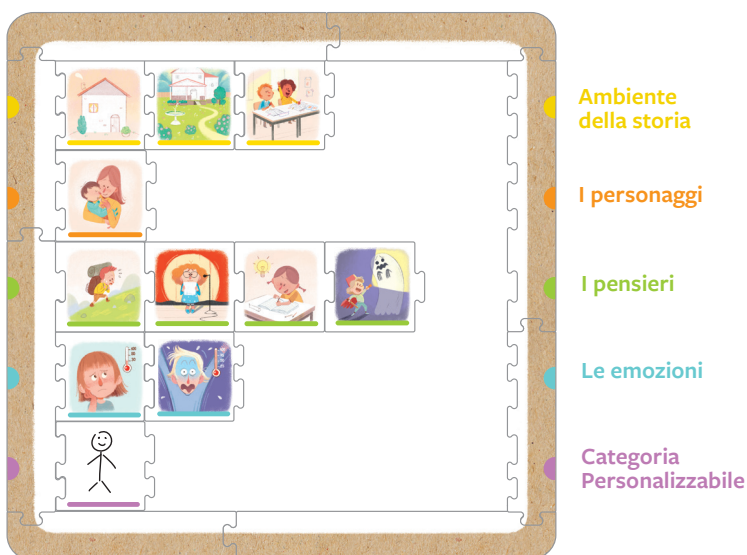 Ambiente
della storia
I personaggi
I pensieri
Le emozioni
Categoria
Personalizzabile